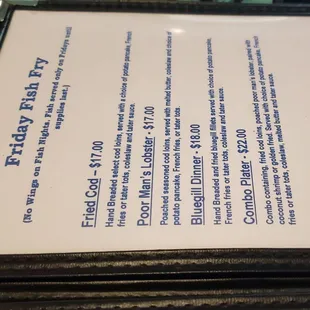 Friday Fish Fry
(No wings on Fish Nights. Fish served only on Fridays until
supplies last.)
Fried Cod – $17.00
Hand Breaded select cod loins, served with a choice of potato pancake, French
fries or tater tots, coleslaw and tater sauce.
Poor Man's Lobster - $17.00
Poached seasoned cod loins, served with melted butter, coleslaw and choice of
potato pancake, French fries, or tater tots
Bluegill Dinner - $18.00
Hand Breaded and fried bluegill fillets served with choice of potato pancake,
French fries or tater tots, coleslaw and tater sauce.
Combo Plater - $22.00
Combo containing, fried cod loins, poached poor man's lobster, paired with
coconut shrimp or golden fried. Served with choice of potato pancake, French
fries or tater tots, coleslaw, melted butter and tater sauce.